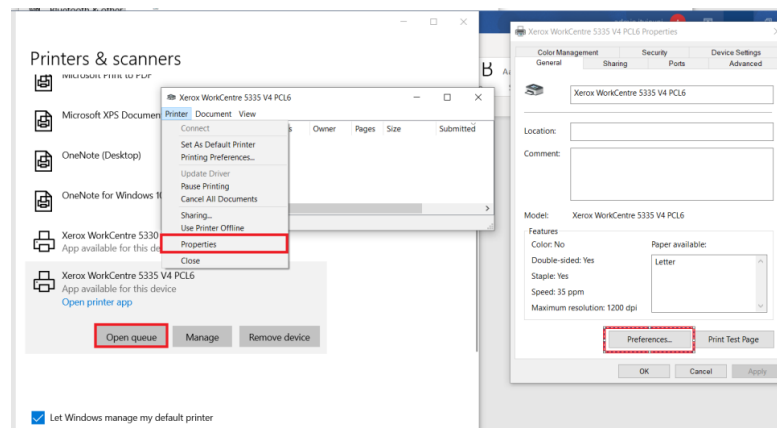 Bluetooth & other
Printers & scanners
Microsoft Print to PDF
Microsoft XPS Documen
OneNote (Desktop)
OneNote for Windows 10
Xerox WorkCentre 5330
App available for this de
Xerox WorkCentre 5335 V4 PCL6
App available for this device
Open printer app
Open queue Manage Remove device
Let Windows manage my default printer
Xerox WorkCentre 5335 V4 PCL6
Printer Document View
s Owner Pages Size Submitted
Connect
Set As Default Printer
Printing Preferences...
Update Driver
Pause Printing
Cancel All Documents
Sharing...
Use Printer Offline
Properties
Close
Xerox WorkCentre 5335 V4 PCL6 Properties
Color Management Security Device Settings
General Sharing Ports Advanced
Xerox WorkCentre 5335 V4 PCL6
Location:
Comment:
Model: Xerox WorkCentre 5335 V4 PCL6
Features
Color: No Paper available:
Double-sided: Yes Letter
Staple: Yes
Speed: 35 ppm
Maximum resolution: 1200 dpi
Preferences... Print Test Page
OK Cancel Apply